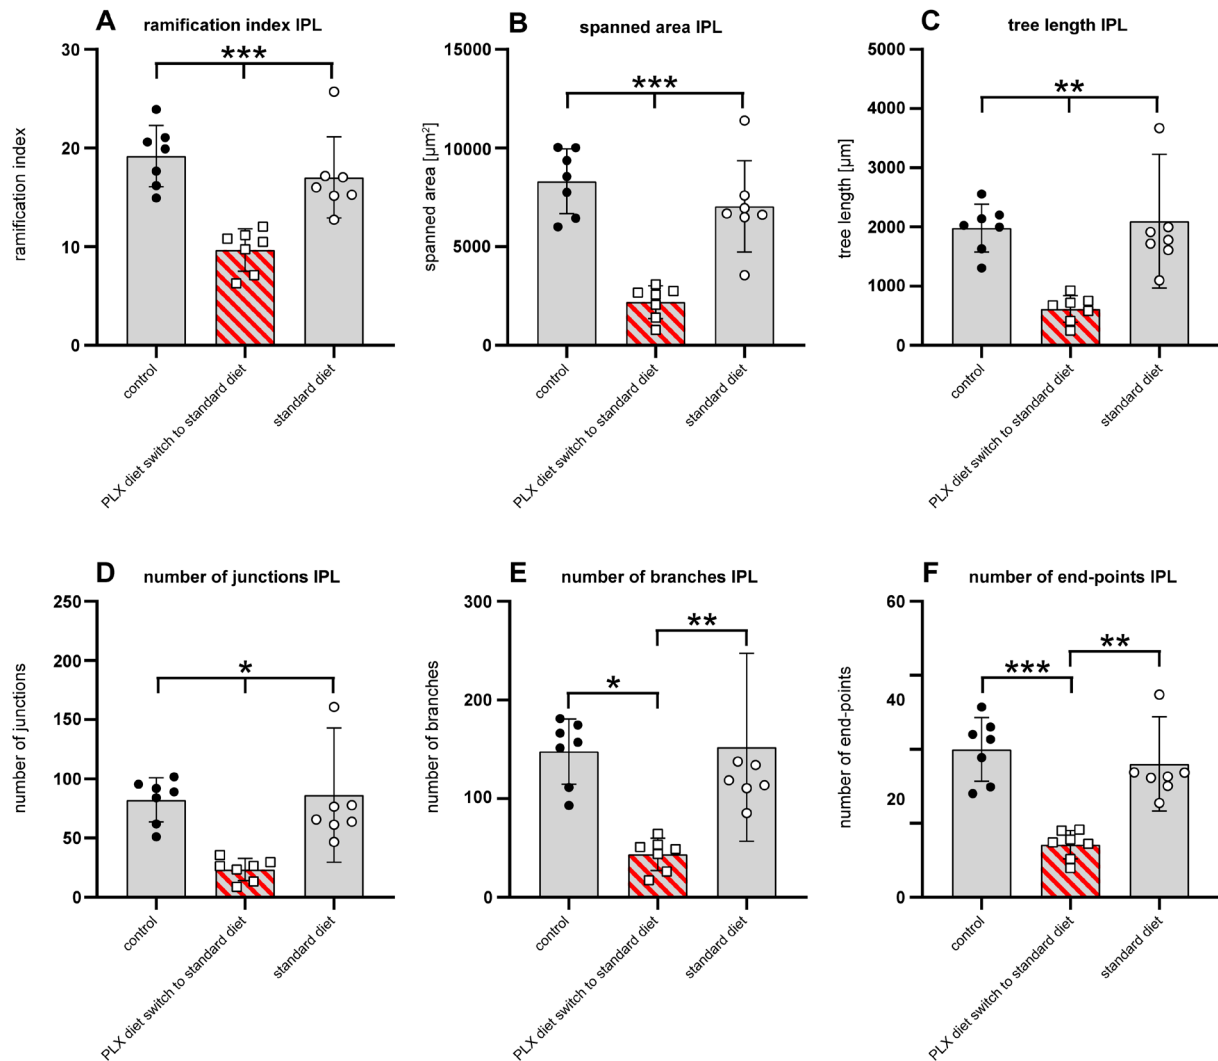 A
ramification index IPL
30
20
10
0
ramification index
***
control
PLX diet switch to standard diet
standard diet
B
spanned area IPL
15000
10000
5000
0
spanned area [µm²]
***
control
PLX diet switch to standard diet
standard diet
C
tree length IPL
5000
4000
3000
2000
1000
0
tree length [µm]
**
control
PLX diet switch to standard diet
standard diet
D
number of junctions IPL
250
200
150
100
50
0
number of junctions
*
control
PLX diet switch to standard diet
standard diet
E
number of branches IPL
300
200
100
0
number of branches
*
**
control
PLX diet switch to standard diet
standard diet
F
number of end-points IPL
60
40
20
0
number of end-points
***
**
control
PLX diet switch to standard diet
standard diet